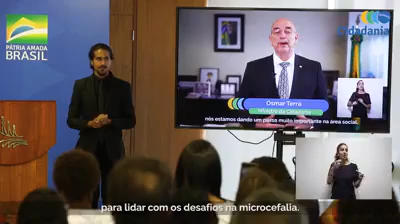 PÁTRIA AMADA
BRASIL
cidadania
Osmar Terra
Ministro da Cidadania
nós estamos dando um passo muito importante na área social.
para lidar com os desafios na microcefalia.